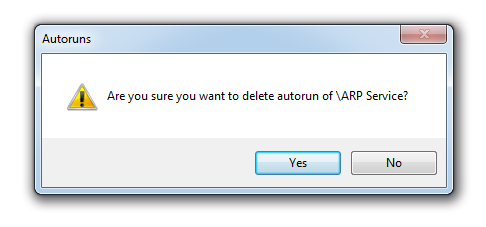 Autoruns
Are you sure you want to delete autorun of \ARP Service?
Yes No